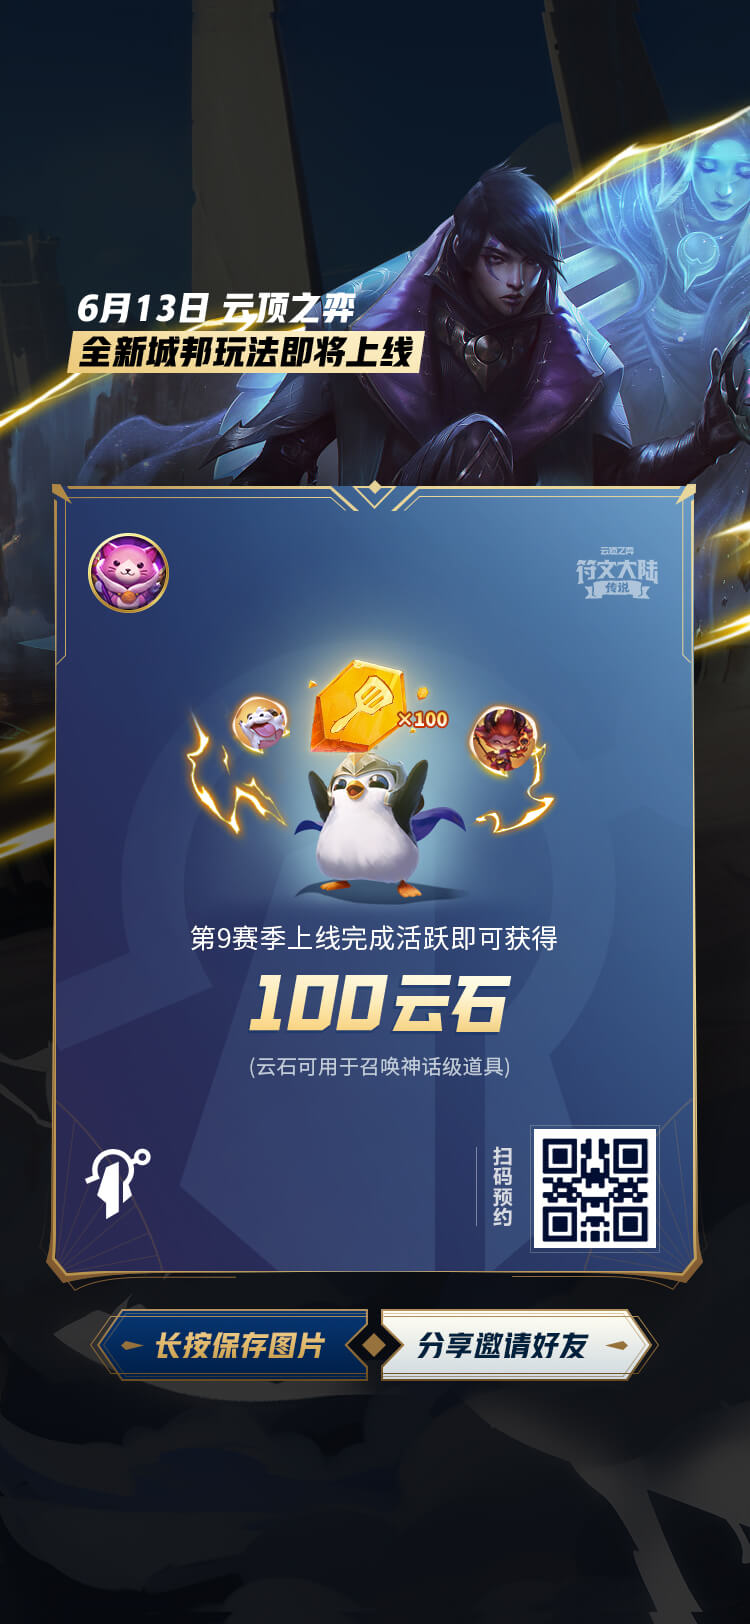 6月13日 云顶之弈
全新城邦玩法即将上线
云顶之弈
符文大陆
传说
×100
第9赛季上线完成活跃即可获得
100云石
(云石可用于召唤神话级道具)
扫码预约
长按保存图片
分享邀请好友